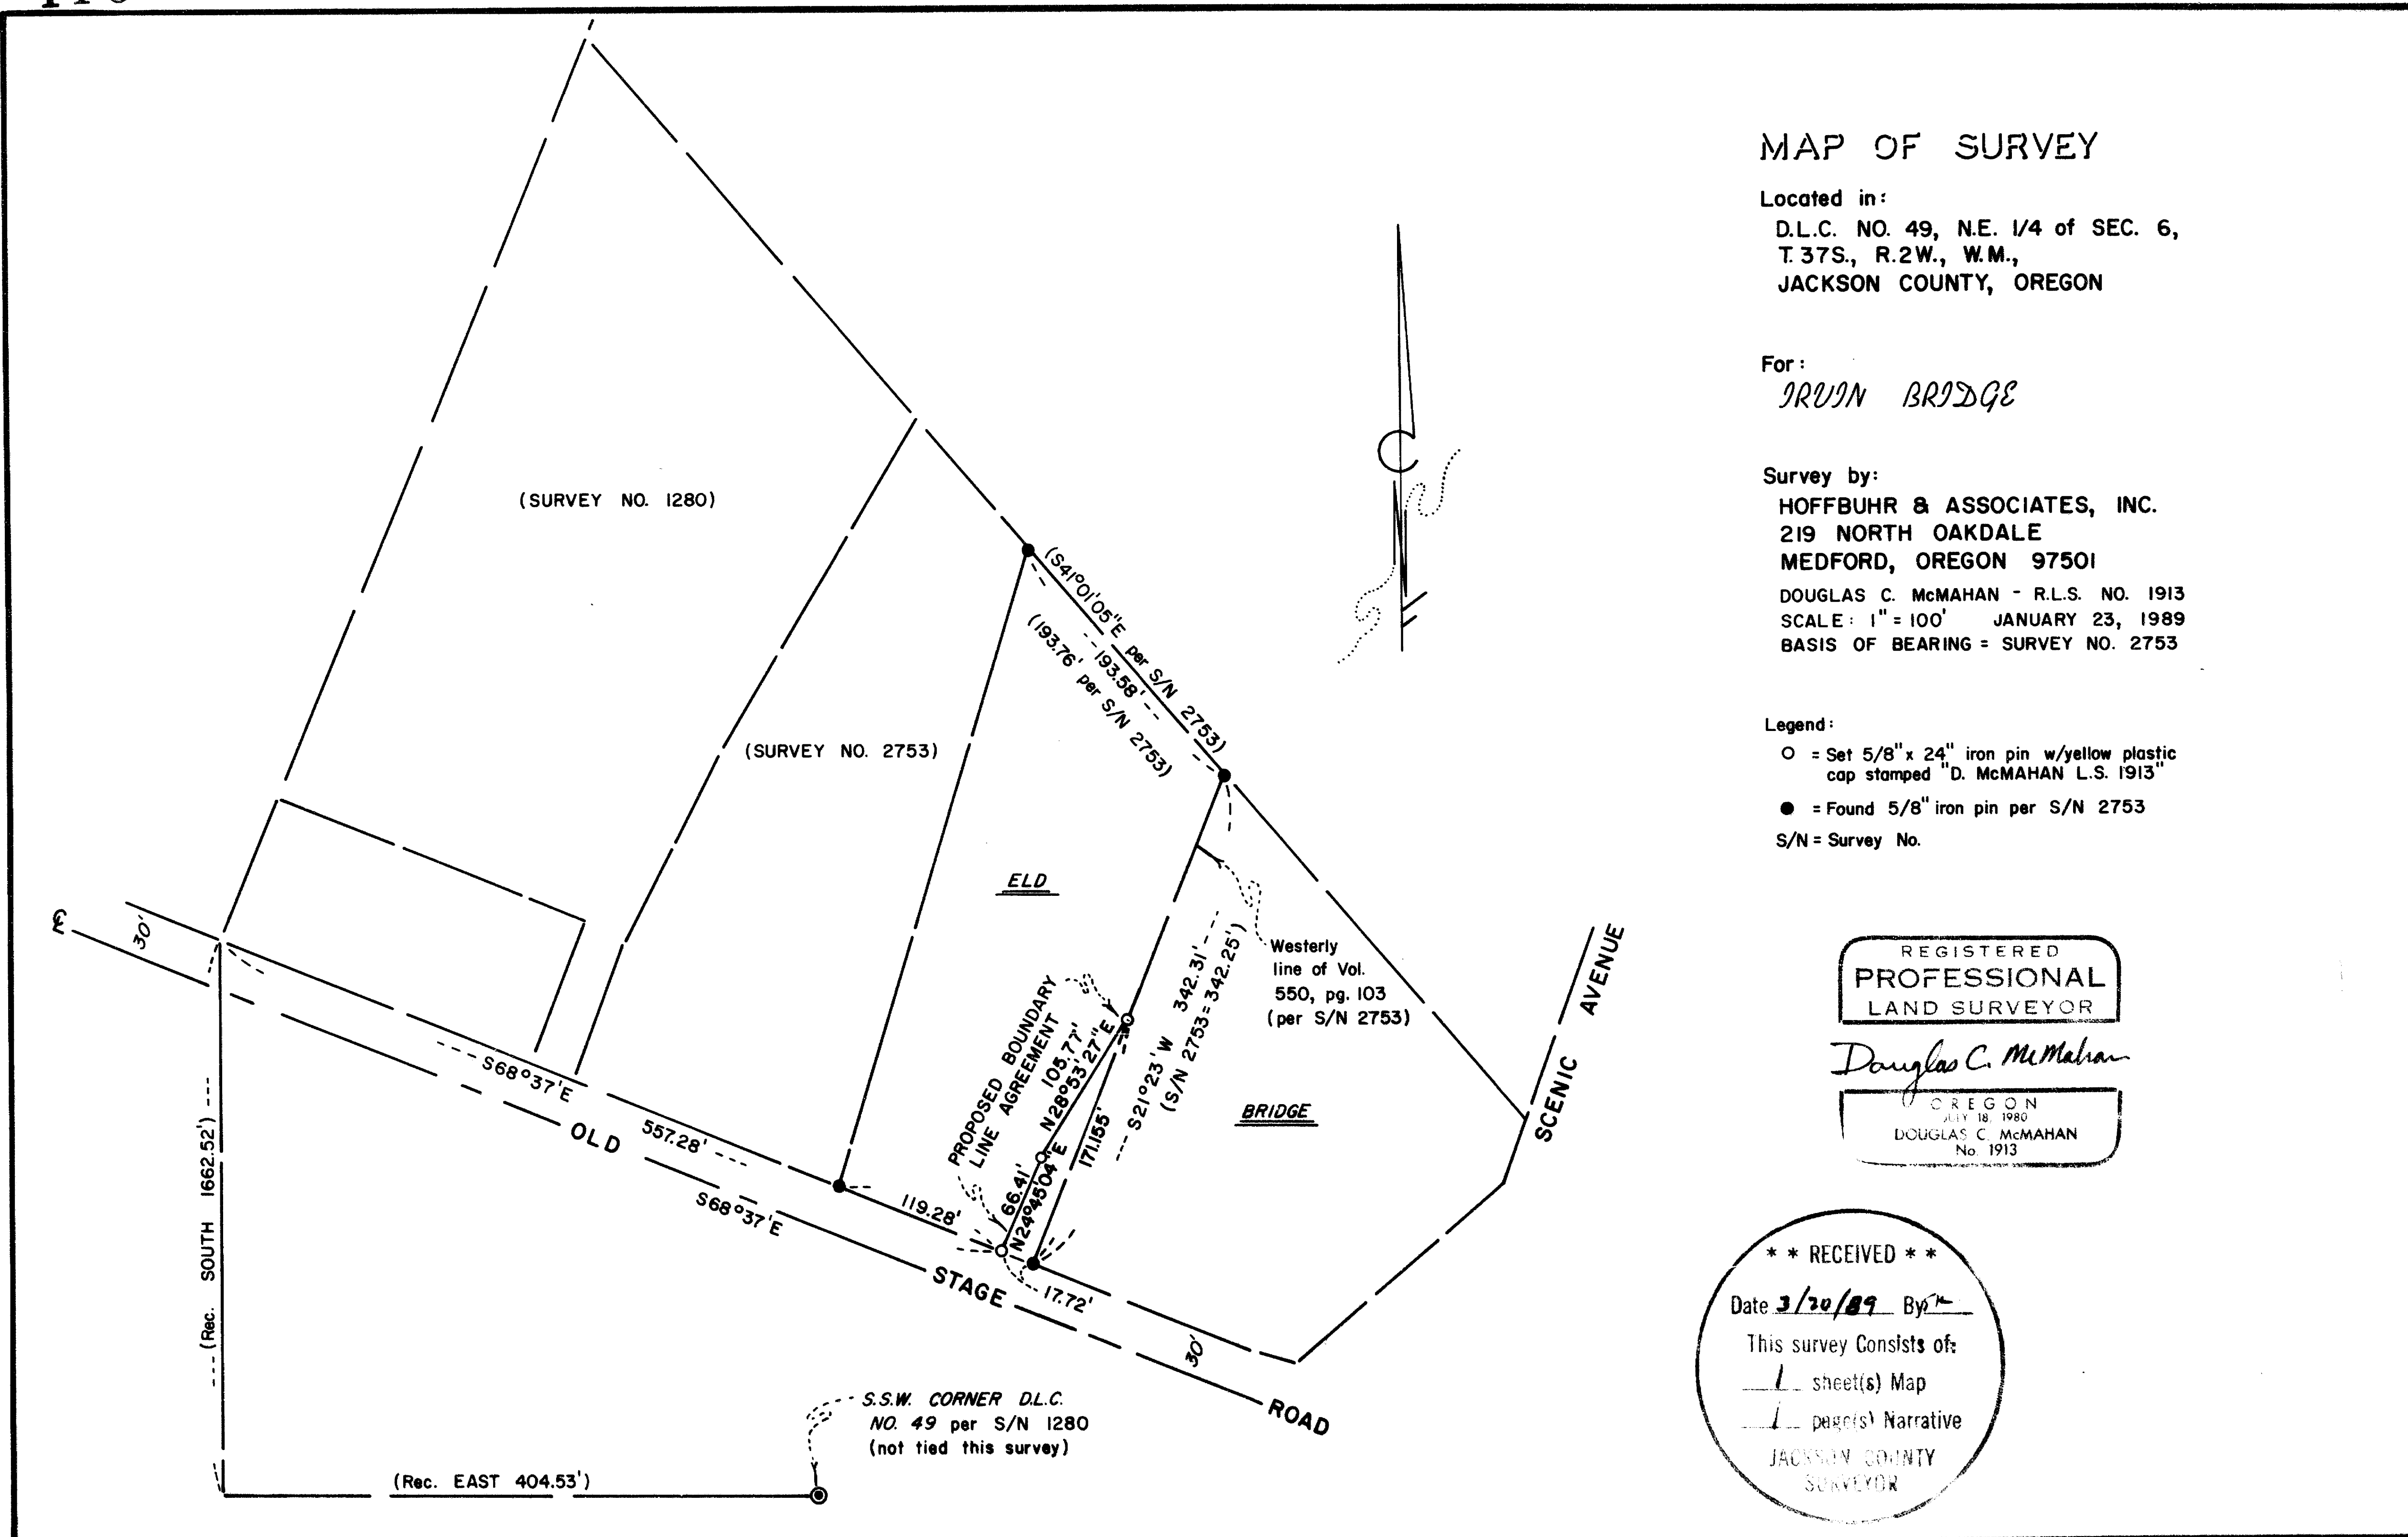 MAP OF SURVEY
Located in:
D.L.C. NO. 49, N.E. 1/4 of SEC. 6,
T. 37S., R.2W., W.M.,
JACKSON COUNTY, OREGON
For:
IRVIN BRIDGE
Survey by:
HOFFBUHR & ASSOCIATES, INC.
219 NORTH OAKDALE
MEDFORD, OREGON 97501
DOUGLAS C. McMAHAN - R.L.S. NO. 1913
SCALE: 1" = 100' JANUARY 23, 1989
BASIS OF BEARING = SURVEY NO. 2753
Legend:
O = Set 5/8" x 24" iron pin w/yellow plastic
cap stamped "D. McMAHAN L.S. 1913"
● = Found 5/8" iron pin per S/N 2753
S/N = Survey No.
REGISTERED
PROFESSIONAL
LAND SURVEYOR
Douglas C. McMahan
OREGON
JULY 18, 1980
DOUGLAS C. McMAHAN
No. 1913
* * RECEIVED * *
Date 3/20/89 By
This survey Consists of:
1 sheet(s) Map
1 page(s) Narrative
JACKSON COUNTY
SURVEYOR
(SURVEY NO. 1280)
(SURVEY NO. 2753)
(S41°01'05"E per S/N 2753)
193.58'
(193.76' per S/N 2753)
ELD
Westerly
line of Vol.
550, pg. 103
(per S/N 2753)
S21°23'W 342.31'
(S/N 2753=342.25')
PROPOSED BOUNDARY
LINE AGREEMENT
105.77'
N28°53'27"E
66.41'
N24°45'04"E
171.155'
BRIDGE
SCENIC AVENUE
℄
30'
S68°37'E
557.28'
119.28'
17.72'
OLD STAGE ROAD
S68°37'E
30'
(Rec. SOUTH 1662.52')
(Rec. EAST 404.53')
S.S.W. CORNER D.L.C.
NO. 49 per S/N 1280
(not tied this survey)